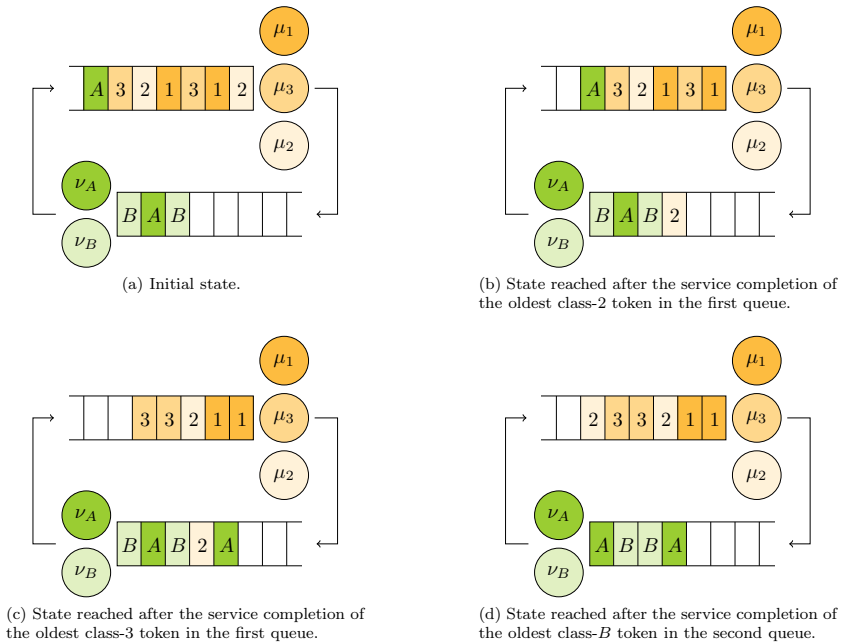 μ1
A 3 2 1 3 1 2
μ3
μ2
νA
B A B
νB
(a) Initial state.
μ1
A 3 2 1 3 1
μ3
μ2
νA
B A B 2
νB
(b) State reached after the service completion of
the oldest class-2 token in the first queue.
μ1
3 3 2 1 1
μ3
μ2
νA
B A B 2 A
νB
(c) State reached after the service completion of
the oldest class-3 token in the first queue.
μ1
2 3 3 2 1 1
μ3
μ2
νA
A B B A
νB
(d) State reached after the service completion of
the oldest class-B token in the second queue.